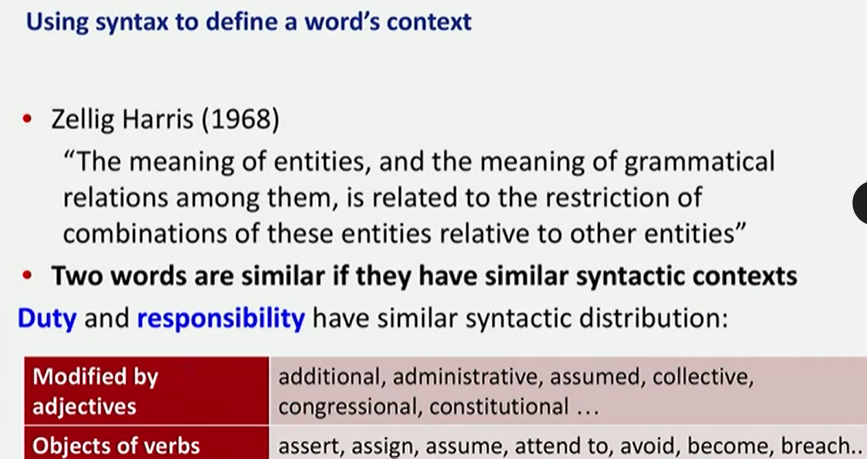 Using syntax to define a word’s context
• Zellig Harris (1968)
“The meaning of entities, and the meaning of grammatical
relations among them, is related to the restriction of
combinations of these entities relative to other entities”
• Two words are similar if they have similar syntactic contexts
Duty and responsibility have similar syntactic distribution:
Modified by
adjectives
additional, administrative, assumed, collective,
congressional, constitutional …
Objects of verbs
assert, assign, assume, attend to, avoid, become, breach..